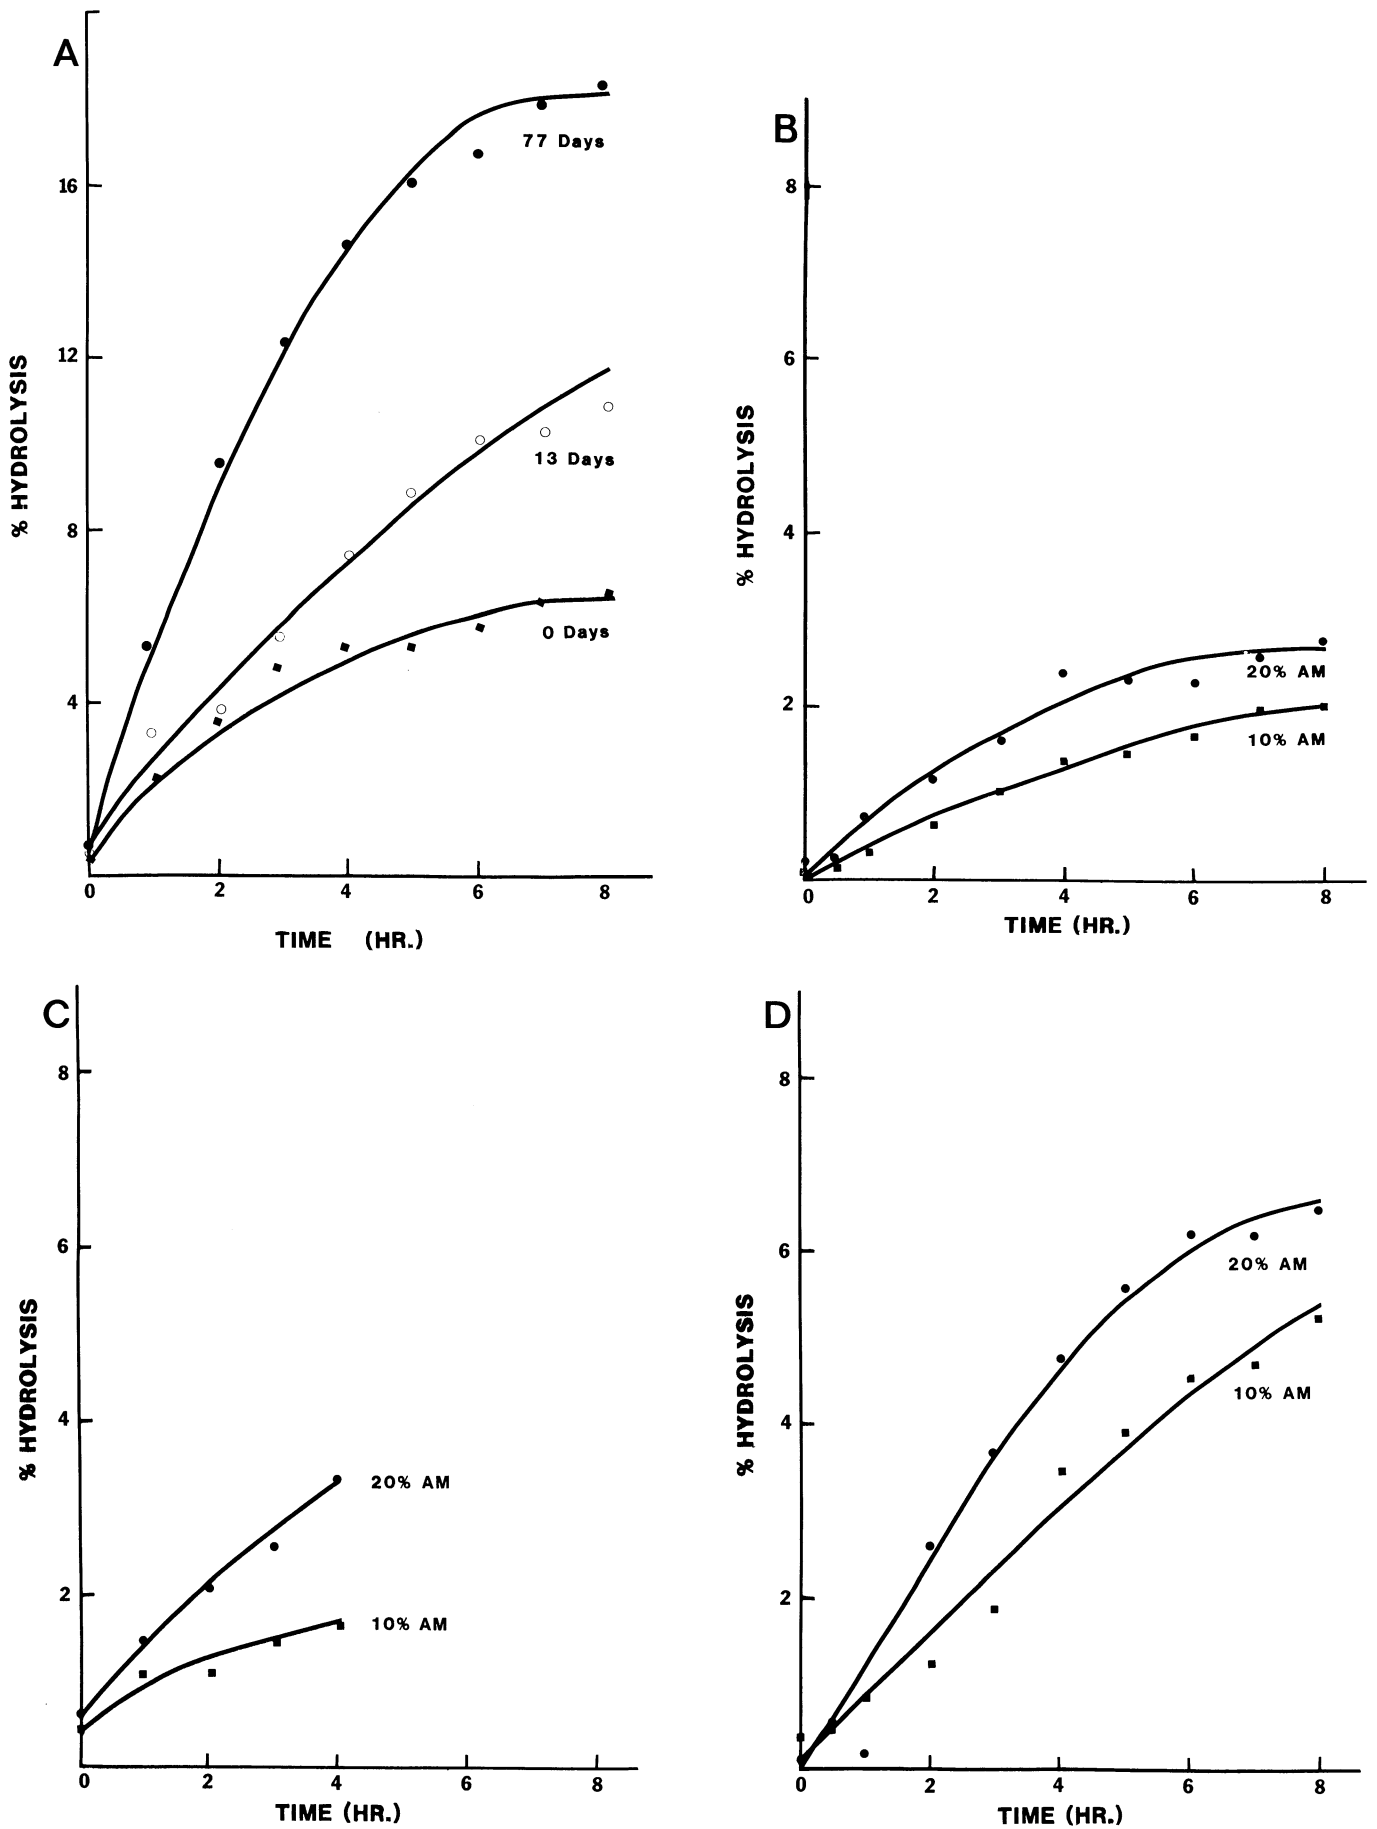 A
% HYDROLYSIS
16
12
8
4
77 Days
13 Days
0 Days
0 2 4 6 8
TIME (HR.)
B
% HYDROLYSIS
8
6
4
2
20% AM
10% AM
0 2 4 6 8
TIME (HR.)
C
% HYDROLYSIS
8
6
4
2
20% AM
10% AM
0 2 4 6 8
TIME (HR.)
D
% HYDROLYSIS
8
6
4
2
20% AM
10% AM
0 2 4 6 8
TIME (HR.)